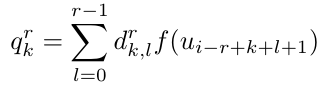 $q_k^r = \sum_{l=0}^{r-1} d_{k,l}^r f(u_{i-r+k+l+1})$